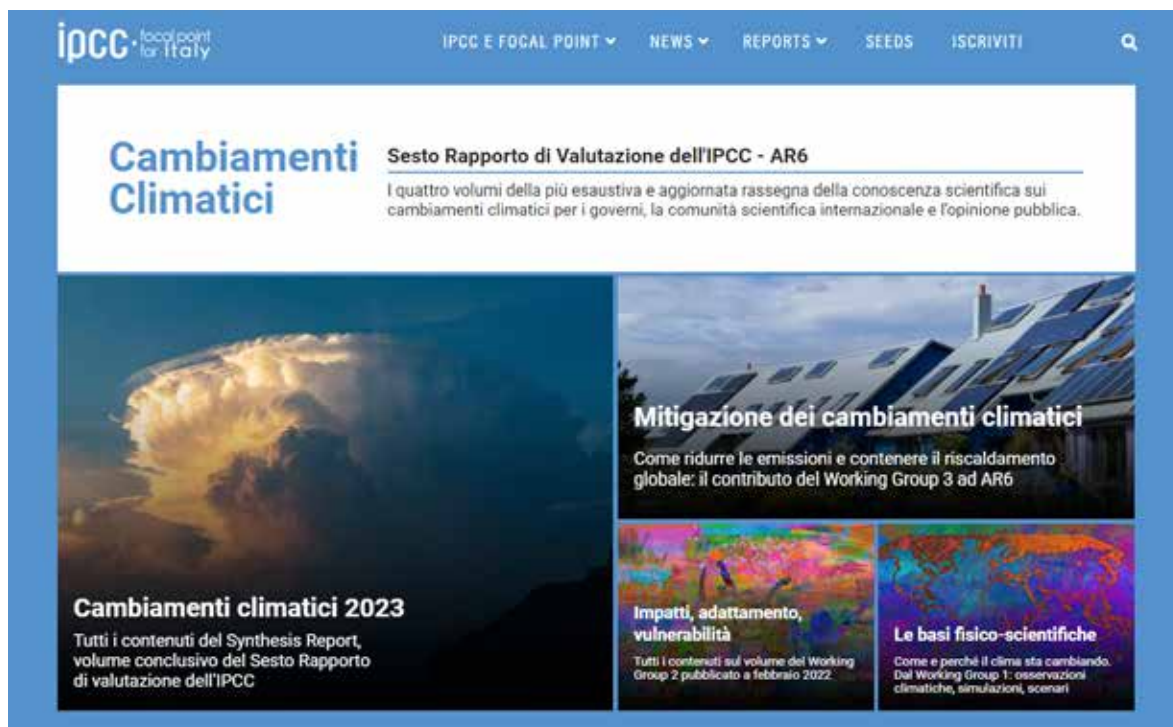 ipcc. focal point
for Italy
IPCC E FOCAL POINT
NEWS
REPORTS
SEEDS
ISCRIVITI
Cambiamenti
Climatici
Sesto Rapporto di Valutazione dell'IPCC - AR6
I quattro volumi della più esaustiva e aggiornata rassegna della conoscenza scientifica sui
cambiamenti climatici per i governi, la comunità scientifica internazionale e l'opinione pubblica.
Mitigazione dei cambiamenti climatici
Come ridurre le emissioni e contenere il riscaldamento
globale: il contributo del Working Group 3 ad AR6
Cambiamenti climatici 2023
Tutti i contenuti del Synthesis Report,
volume conclusivo del Sesto Rapporto
di valutazione dell'IPCC
Impatti, adattamento,
vulnerabilità
Tutti i contenuti sul volume del Working
Group 2 pubblicato a febbraio 2022
Le basi fisico-scientifiche
Come e perché il clima sta cambiando.
Dal Working Group 1: osservazioni
climatiche, simulazioni, scenari